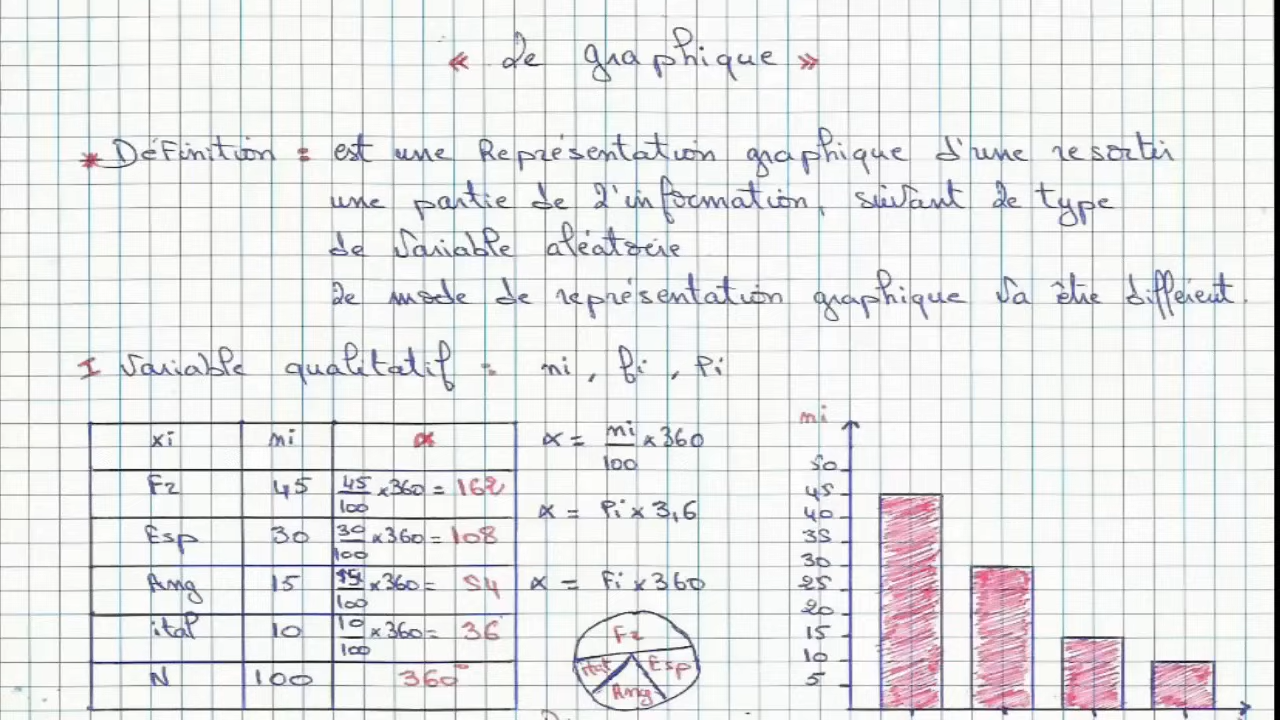 « Le graphique »
* Définition : est une Représentation graphique d'une resortir
une partie de l'information, suivant le type
de variable aléatoire
le mode de représentation graphique va être différent.
I Variable qualitatif : ni, fi, Pi
xi ni α
Fr 45 45/100 x360 = 162
Esp 30 30/100 x360 = 108
Ang 15 15/100 x360 = 54
ital 10 10/100 x360 = 36
N 100 360°
α = ni/100 x 360
α = Pi x 3,6
α = Fi x 360
Fr
ital Esp
Ang
ni
50
45
40
35
30
25
20
15
10
5